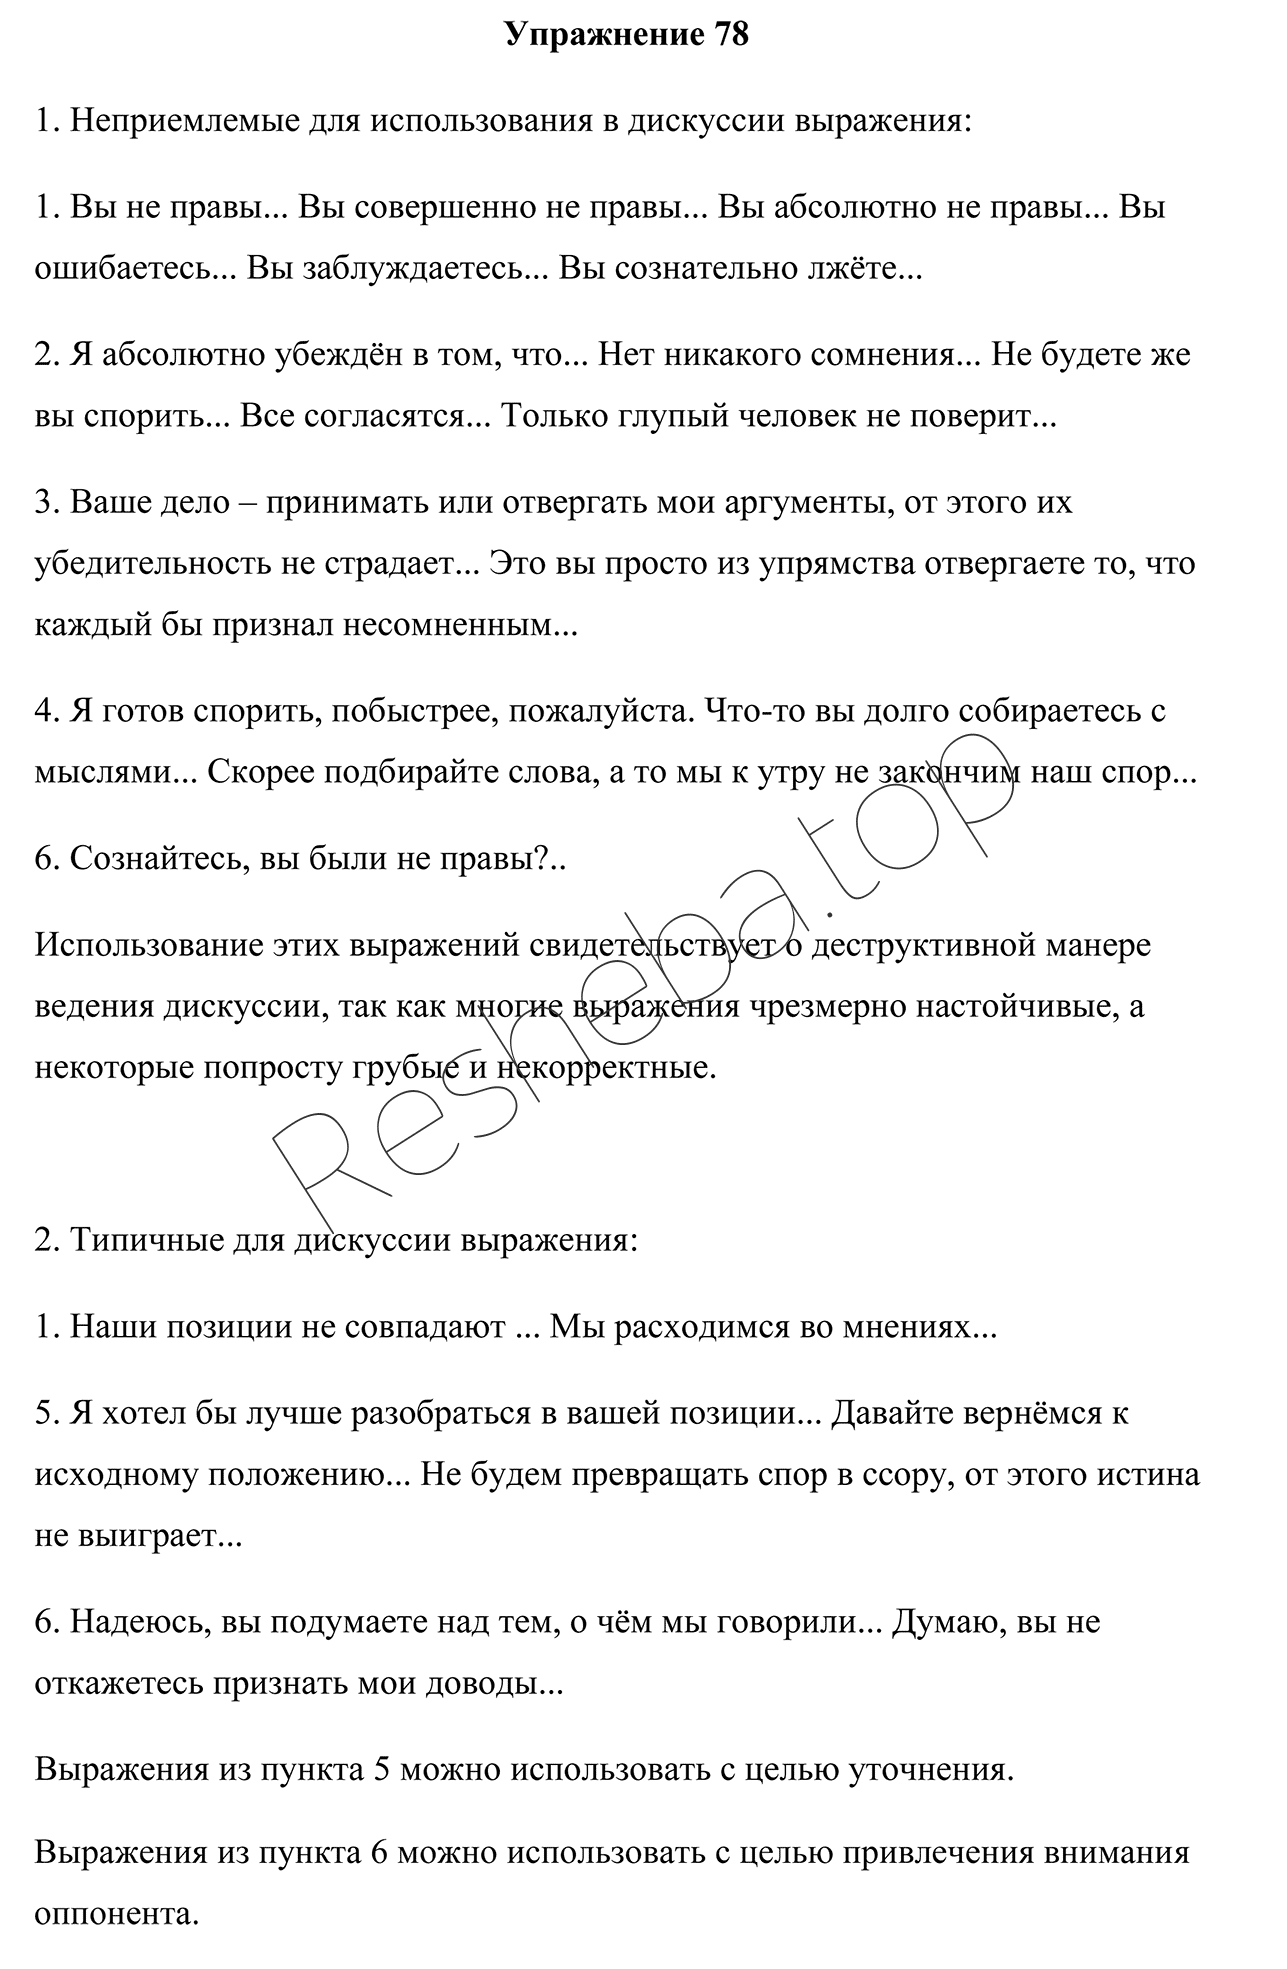 Упражнение 78
1. Неприемлемые для использования в дискуссии выражения:
1. Вы не правы... Вы совершенно не правы... Вы абсолютно не правы... Вы
ошибаетесь... Вы заблуждаетесь... Вы сознательно лжёте...
2. Я абсолютно убеждён в том, что... Нет никакого сомнения... Не будете же
вы спорить... Все согласятся... Только глупый человек не поверит...
3. Ваше дело – принимать или отвергать мои аргументы, от этого их
убедительность не страдает... Это вы просто из упрямства отвергаете то, что
каждый бы признал несомненным...
4. Я готов спорить, побыстрее, пожалуйста. Что-то вы долго собираетесь с
мыслями... Скорее подбирайте слова, а то мы к утру не закончим наш спор...
6. Сознайтесь, вы были не правы?..
Использование этих выражений свидетельствует о деструктивной манере
ведения дискуссии, так как многие выражения чрезмерно настойчивые, а
некоторые попросту грубые и некорректные.
Resheba.top
2. Типичные для дискуссии выражения:
1. Наши позиции не совпадают ... Мы расходимся во мнениях...
5. Я хотел бы лучше разобраться в вашей позиции... Давайте вернёмся к
исходному положению... Не будем превращать спор в ссору, от этого истина
не выиграет...
6. Надеюсь, вы подумаете над тем, о чём мы говорили... Думаю, вы не
откажетесь признать мои доводы...
Выражения из пункта 5 можно использовать с целью уточнения.
Выражения из пункта 6 можно использовать с целью привлечения внимания
оппонента.